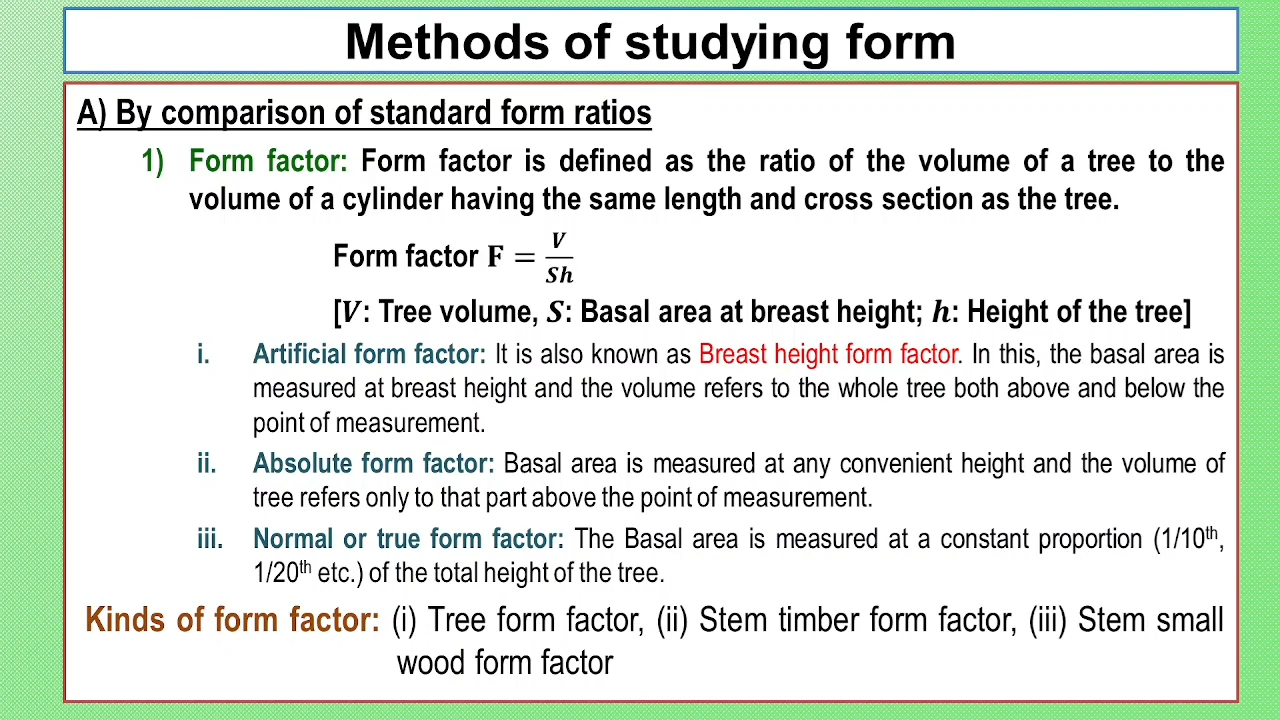 Methods of studying form
A) By comparison of standard form ratios
1) Form factor: Form factor is defined as the ratio of the volume of a tree to the
volume of a cylinder having the same length and cross section as the tree.
Form factor F = V/Sh
[V: Tree volume, S: Basal area at breast height; h: Height of the tree]
i. Artificial form factor: It is also known as Breast height form factor. In this, the basal area is
measured at breast height and the volume refers to the whole tree both above and below the
point of measurement.
ii. Absolute form factor: Basal area is measured at any convenient height and the volume of
tree refers only to that part above the point of measurement.
iii. Normal or true form factor: The Basal area is measured at a constant proportion (1/10th,
1/20th etc.) of the total height of the tree.
Kinds of form factor: (i) Tree form factor, (ii) Stem timber form factor, (iii) Stem small
wood form factor